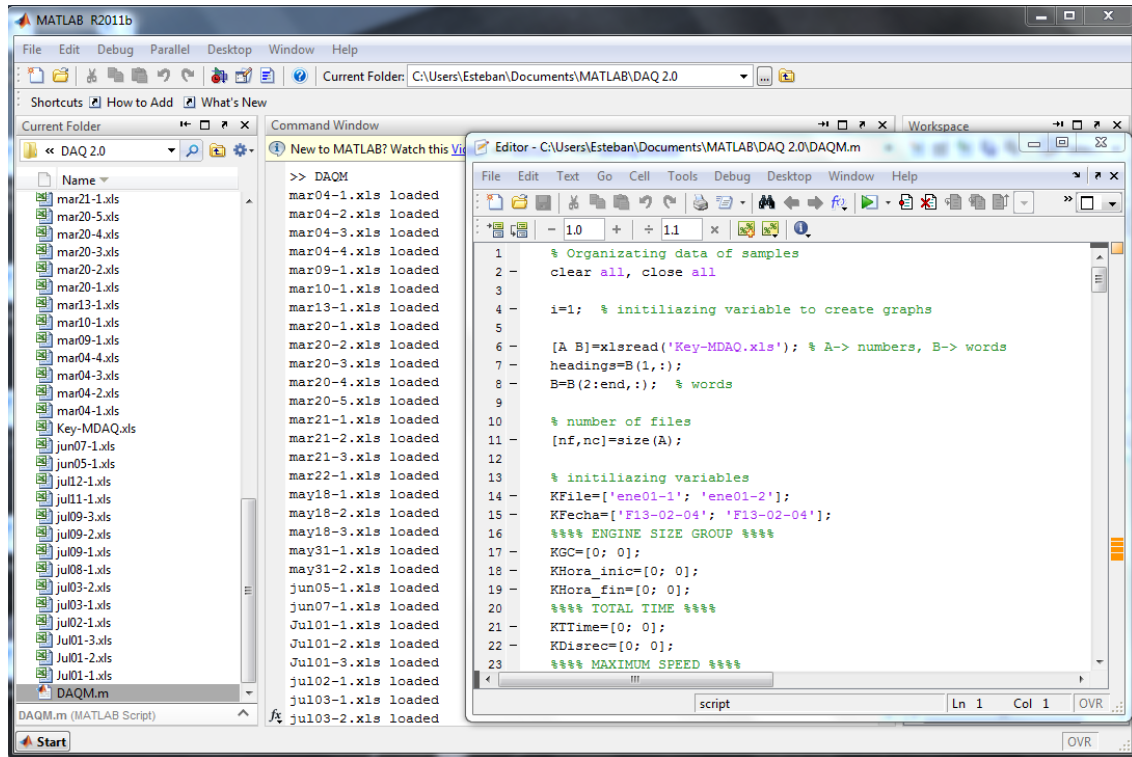 MATLAB R2011b
File Edit Debug Parallel Desktop Window Help
Current Folder: C:\Users\Esteban\Documents\MATLAB\DAQ 2.0
Shortcuts How to Add What's New
Current Folder
« DAQ 2.0
Name
mar21-1.xls
mar20-5.xls
mar20-4.xls
mar20-3.xls
mar20-2.xls
mar20-1.xls
mar13-1.xls
mar10-1.xls
mar09-1.xls
mar04-4.xls
mar04-3.xls
mar04-2.xls
mar04-1.xls
Key-MDAQ.xls
jun07-1.xls
jun05-1.xls
jul12-1.xls
jul11-1.xls
jul09-3.xls
jul09-2.xls
jul09-1.xls
jul08-1.xls
jul03-2.xls
jul03-1.xls
jul02-1.xls
Jul01-3.xls
Jul01-2.xls
Jul01-1.xls
DAQM.m
DAQM.m (MATLAB Script)
Start
Command Window
New to MATLAB? Watch this
>> DAQM
mar04-1.xls loaded
mar04-2.xls loaded
mar04-3.xls loaded
mar04-4.xls loaded
mar09-1.xls loaded
mar10-1.xls loaded
mar13-1.xls loaded
mar20-1.xls loaded
mar20-2.xls loaded
mar20-3.xls loaded
mar20-4.xls loaded
mar20-5.xls loaded
mar21-1.xls loaded
mar21-2.xls loaded
mar21-3.xls loaded
mar22-1.xls loaded
may18-1.xls loaded
may18-2.xls loaded
may18-3.xls loaded
may31-1.xls loaded
may31-2.xls loaded
jun05-1.xls loaded
jun07-1.xls loaded
Jul01-1.xls loaded
Jul01-2.xls loaded
Jul01-3.xls loaded
jul02-1.xls loaded
jul03-1.xls loaded
fx jul03-2.xls loaded
Workspace
Editor - C:\Users\Esteban\Documents\MATLAB\DAQ 2.0\DAQM.m
File Edit Text Go Cell Tools Debug Desktop Window Help
- 1.0 + ÷ 1.1 ×
1 % Organizating data of samples
2 - clear all, close all
3
4 - i=1; % initiliazing variable to create graphs
5
6 - [A B]=xlsread('Key-MDAQ.xls'); % A-> numbers, B-> words
7 - headings=B(1,:);
8 - B=B(2:end,:); % words
9
10 % number of files
11 - [nf,nc]=size(A);
12
13 % initiliazing variables
14 - KFile=['ene01-1'; 'ene01-2'];
15 - KFecha=['F13-02-04'; 'F13-02-04'];
16 %%%% ENGINE SIZE GROUP %%%%
17 - KGC=[0; 0];
18 - KHora_inic=[0; 0];
19 - KHora_fin=[0; 0];
20 %%%% TOTAL TIME %%%%
21 - KTTime=[0; 0];
22 - KDisrec=[0; 0];
23 %%%% MAXIMUM SPEED %%%%
script Ln 1 Col 1 OVR
OVR